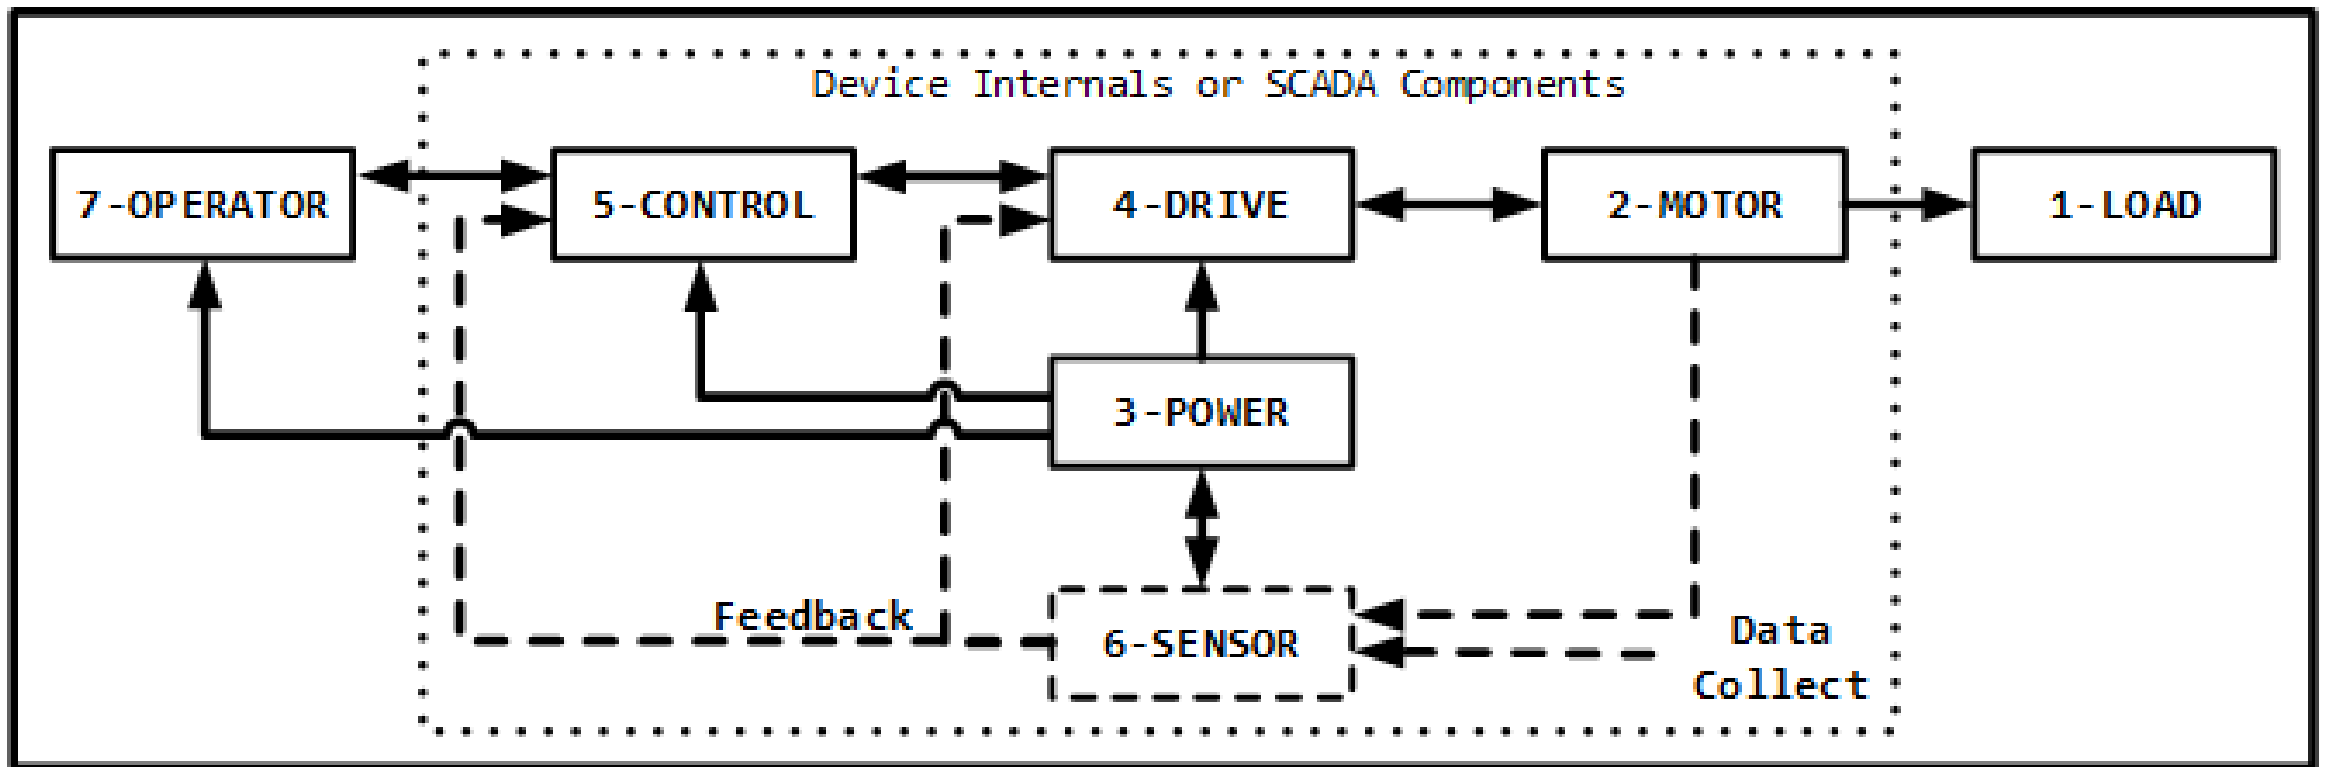 Device Internals or SCADA Components
7-OPERATOR
5-CONTROL
4-DRIVE
2-MOTOR
1-LOAD
3-POWER
Feedback
6-SENSOR
Data
Collect